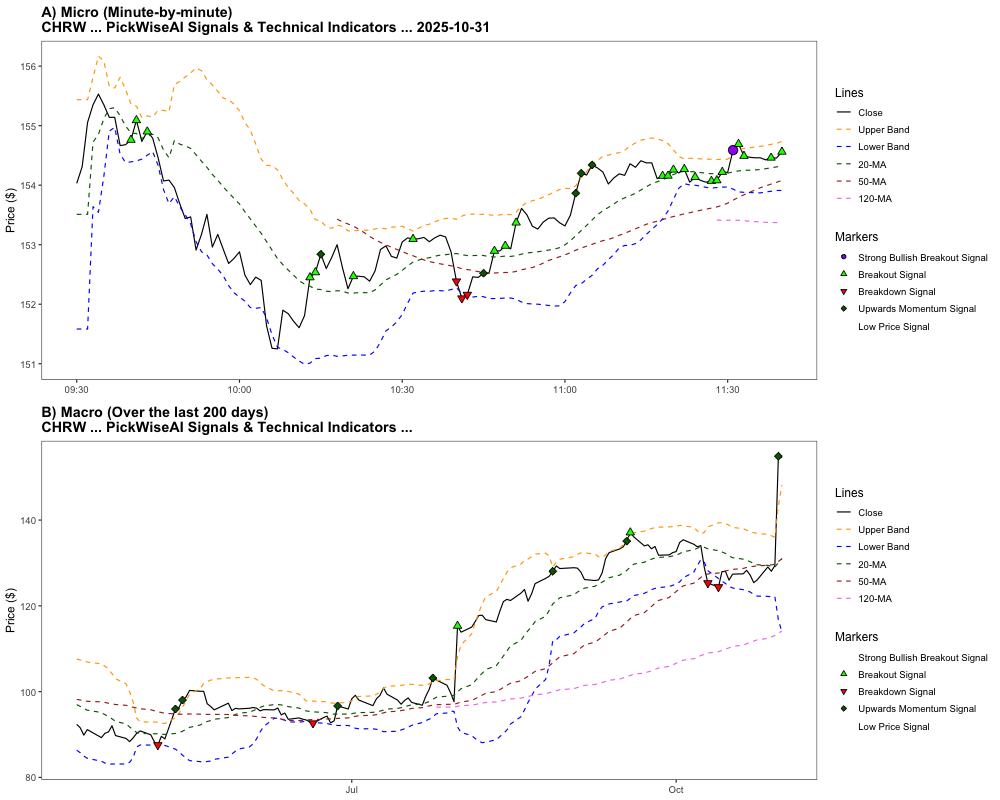 A) Micro (Minute-by-minute)
CHRW ... PickWiseAI Signals & Technical Indicators ... 2025-10-31
Price ($)
156
155
154
153
152
151
09:30
10:00
10:30
11:00
11:30
Lines
Close
Upper Band
Lower Band
20-MA
50-MA
120-MA
Markers
Strong Bullish Breakout Signal
Breakout Signal
Breakdown Signal
Upwards Momentum Signal
Low Price Signal
B) Macro (Over the last 200 days)
CHRW ... PickWiseAI Signals & Technical Indicators ...
Price ($)
140
120
100
80
Jul
Oct
Lines
Close
Upper Band
Lower Band
20-MA
50-MA
120-MA
Markers
Strong Bullish Breakout Signal
Breakout Signal
Breakdown Signal
Upwards Momentum Signal
Low Price Signal